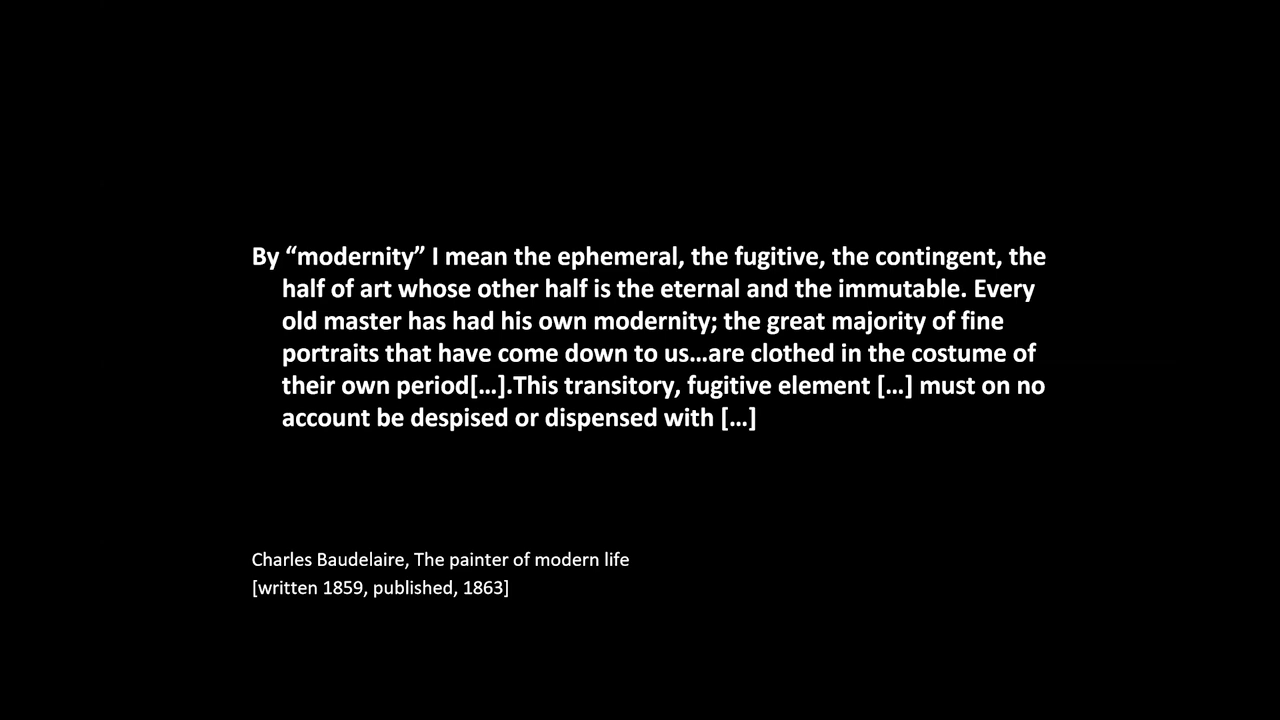 By “modernity” I mean the ephemeral, the fugitive, the contingent, the
half of art whose other half is the eternal and the immutable. Every
old master has had his own modernity; the great majority of fine
portraits that have come down to us…are clothed in the costume of
their own period[…].This transitory, fugitive element […] must on no
account be despised or dispensed with […]
Charles Baudelaire, The painter of modern life
[written 1859, published, 1863]